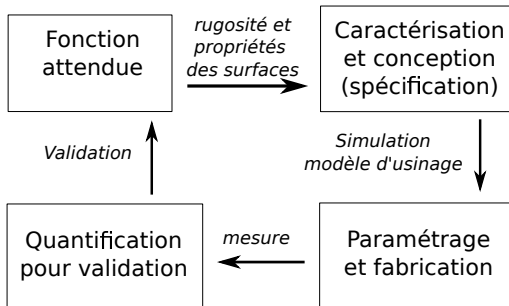 Fonction
attendue
rugosité et
propriétés
des surfaces
Caractérisation
et conception
(spécification)
Simulation
modèle d'usinage
Paramétrage
et fabrication
mesure
Quantification
pour validation
Validation